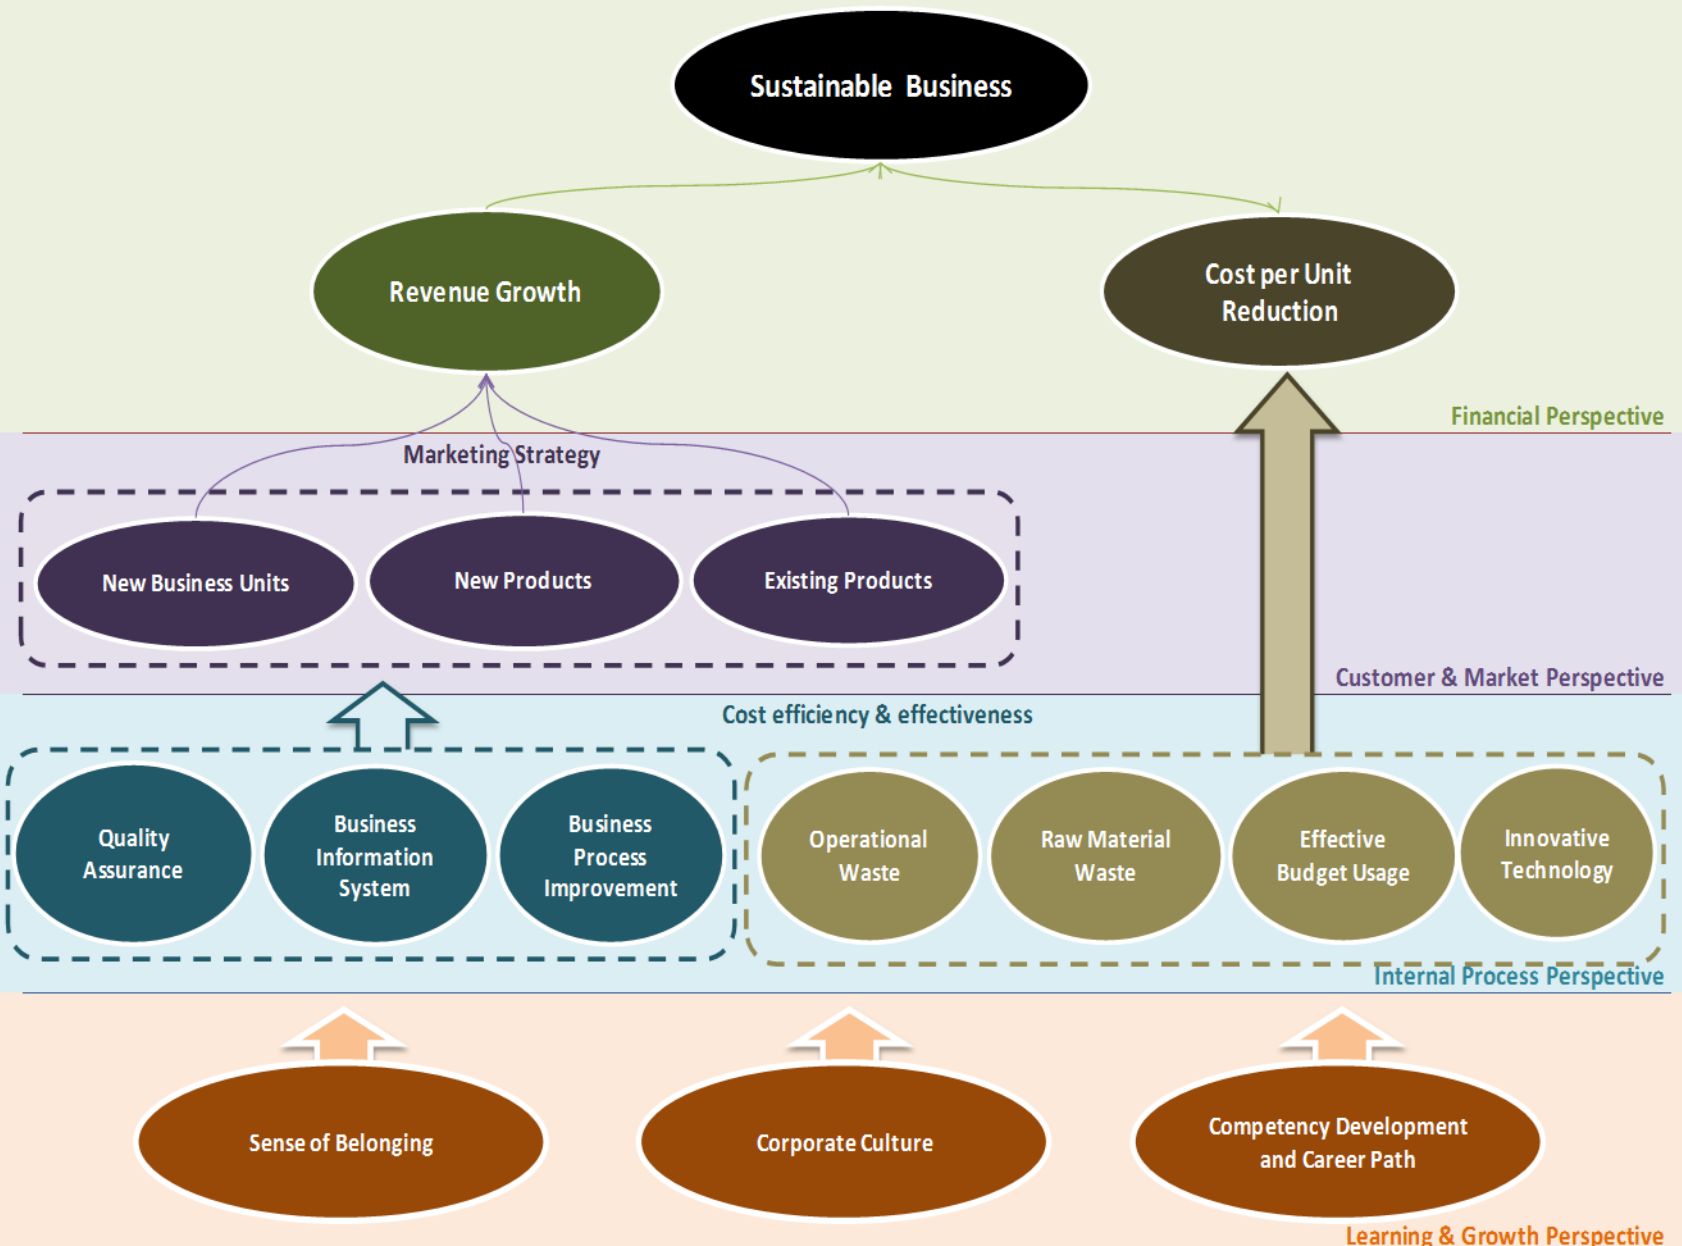 Sustainable Business
Revenue Growth
Cost per Unit
Reduction
Financial Perspective
Marketing Strategy
New Business Units
New Products
Existing Products
Customer & Market Perspective
Cost efficiency & effectiveness
Quality
Assurance
Business
Information
System
Business
Process
Improvement
Operational
Waste
Raw Material
Waste
Effective
Budget Usage
Innovative
Technology
Internal Process Perspective
Sense of Belonging
Corporate Culture
Competency Development
and Career Path
Learning & Growth Perspective